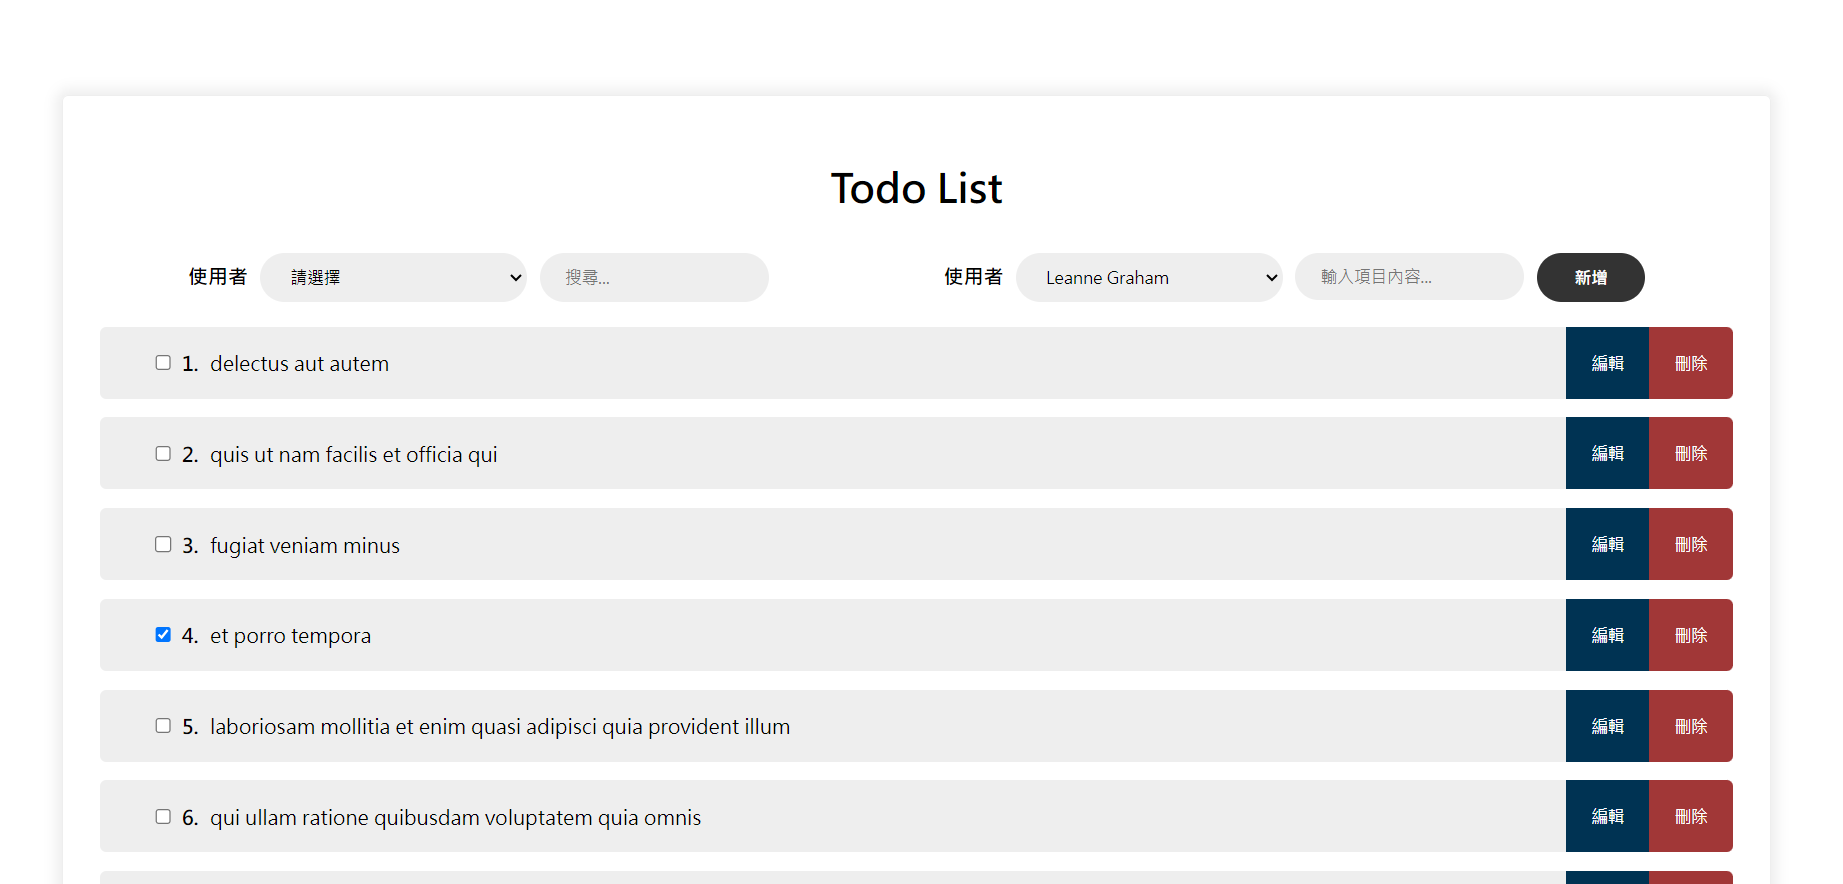 Todo List
使用者 請選擇 搜尋... 使用者 Leanne Graham 輸入項目內容... 新增
1. delectus aut autem 編輯 刪除
2. quis ut nam facilis et officia qui 編輯 刪除
3. fugiat veniam minus 編輯 刪除
4. et porro tempora 編輯 刪除
5. laboriosam mollitia et enim quasi adipisci quia provident illum 編輯 刪除
6. qui ullam ratione quibusdam voluptatem quia omnis 編輯 刪除